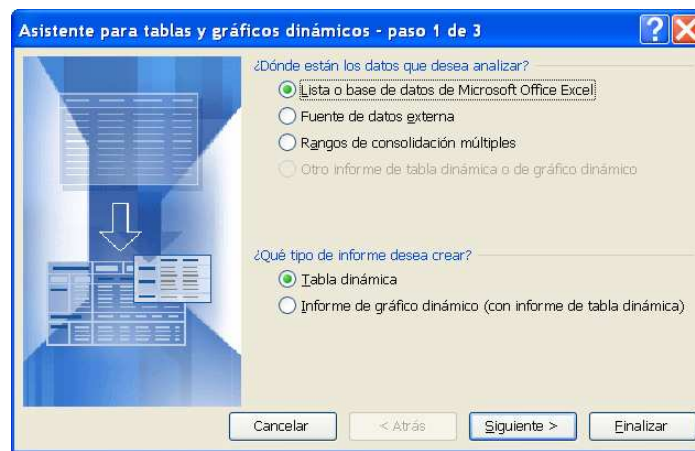 Asistente para tablas y gráficos dinámicos - paso 1 de 3
¿Dónde están los datos que desea analizar?
Lista o base de datos de Microsoft Office Excel
Fuente de datos externa
Rangos de consolidación múltiples
Otro informe de tabla dinámica o de gráfico dinámico
¿Qué tipo de informe desea crear?
Tabla dinámica
Informe de gráfico dinámico (con informe de tabla dinámica)
Cancelar < Atrás Siguiente > Finalizar